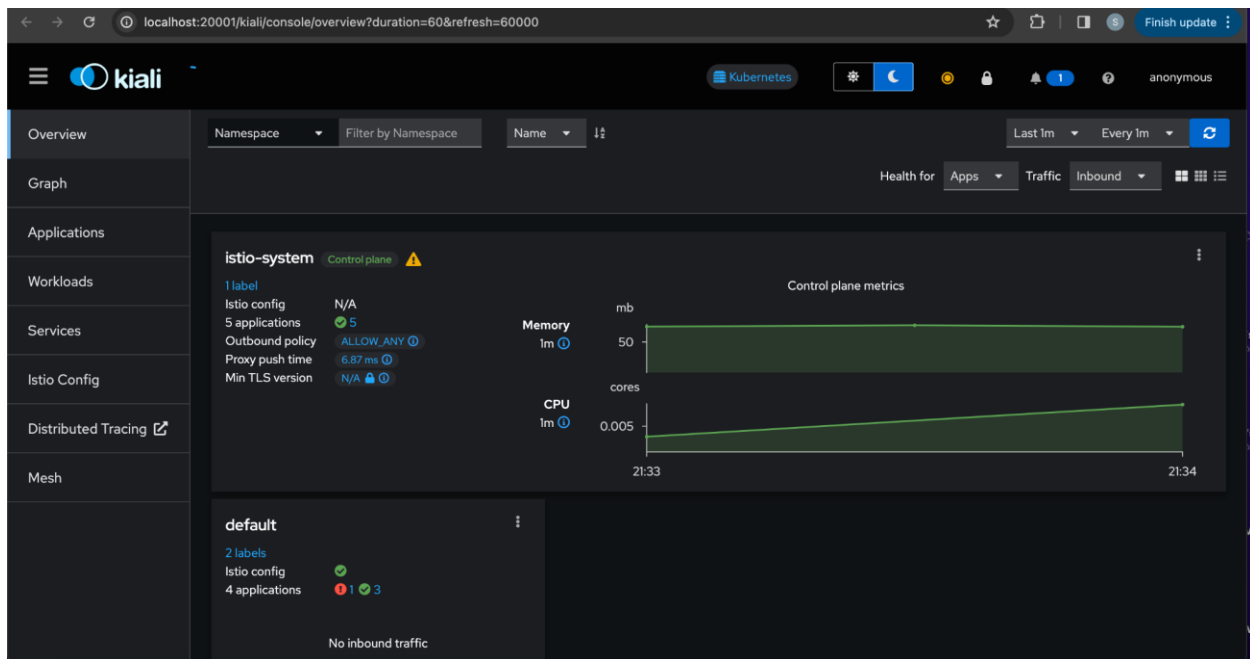 localhost:20001/kiali/console/overview?duration=60&refresh=60000
S
Finish update
kiali
Kubernetes
1
anonymous
Overview
Graph
Applications
Workloads
Services
Istio Config
Distributed Tracing
Mesh
Namespace
Filter by Namespace
Name
Last 1m
Every 1m
Health for
Apps
Traffic
Inbound
istio-system Control plane
1 label
Istio config N/A
5 applications 5
Outbound policy ALLOW_ANY
Proxy push time 6.87 ms
Min TLS version N/A
Control plane metrics
Memory
1m
mb
50
CPU
1m
cores
0.005
21:33
21:34
default
2 labels
Istio config
4 applications 1 3
No inbound traffic